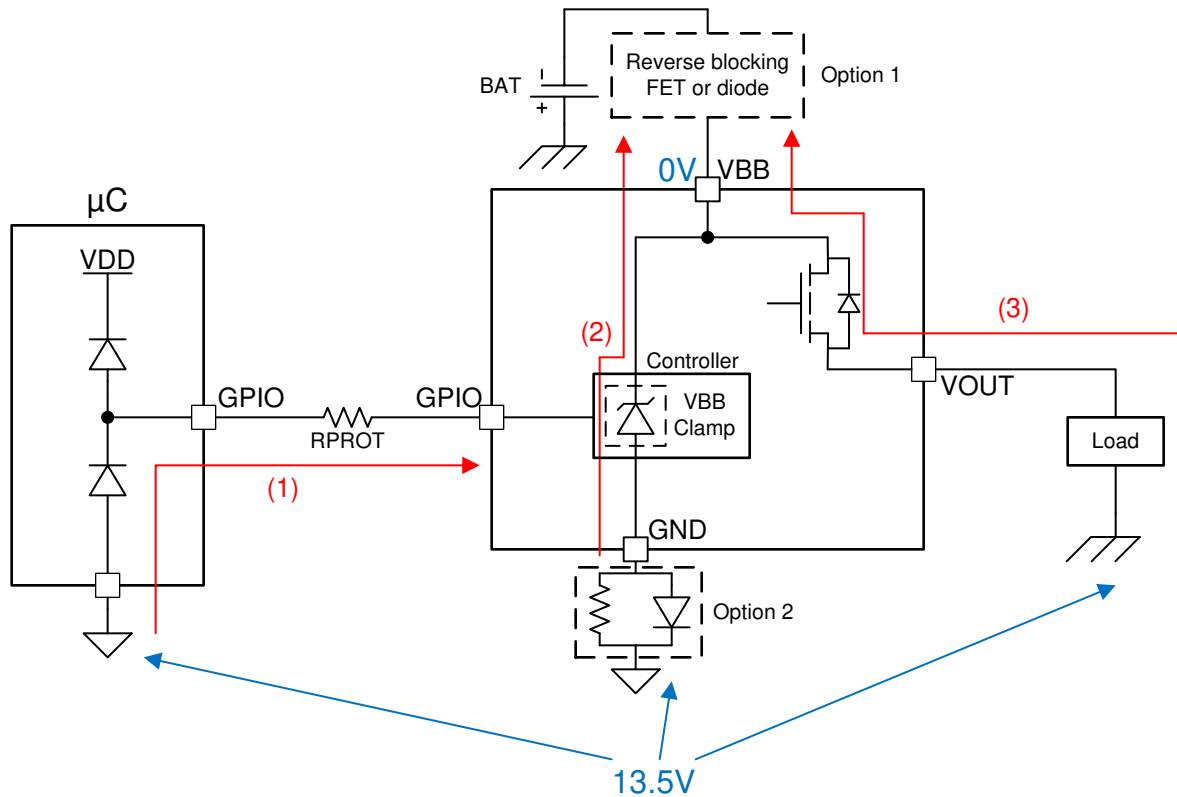 Reverse blocking
FET or diode
Option 1
BAT
-
+
0V
VBB
µC
VDD
(2)
(3)
Controller
VOUT
GPIO
GPIO
VBB
Clamp
RPROT
Load
(1)
GND
Option 2
13.5V